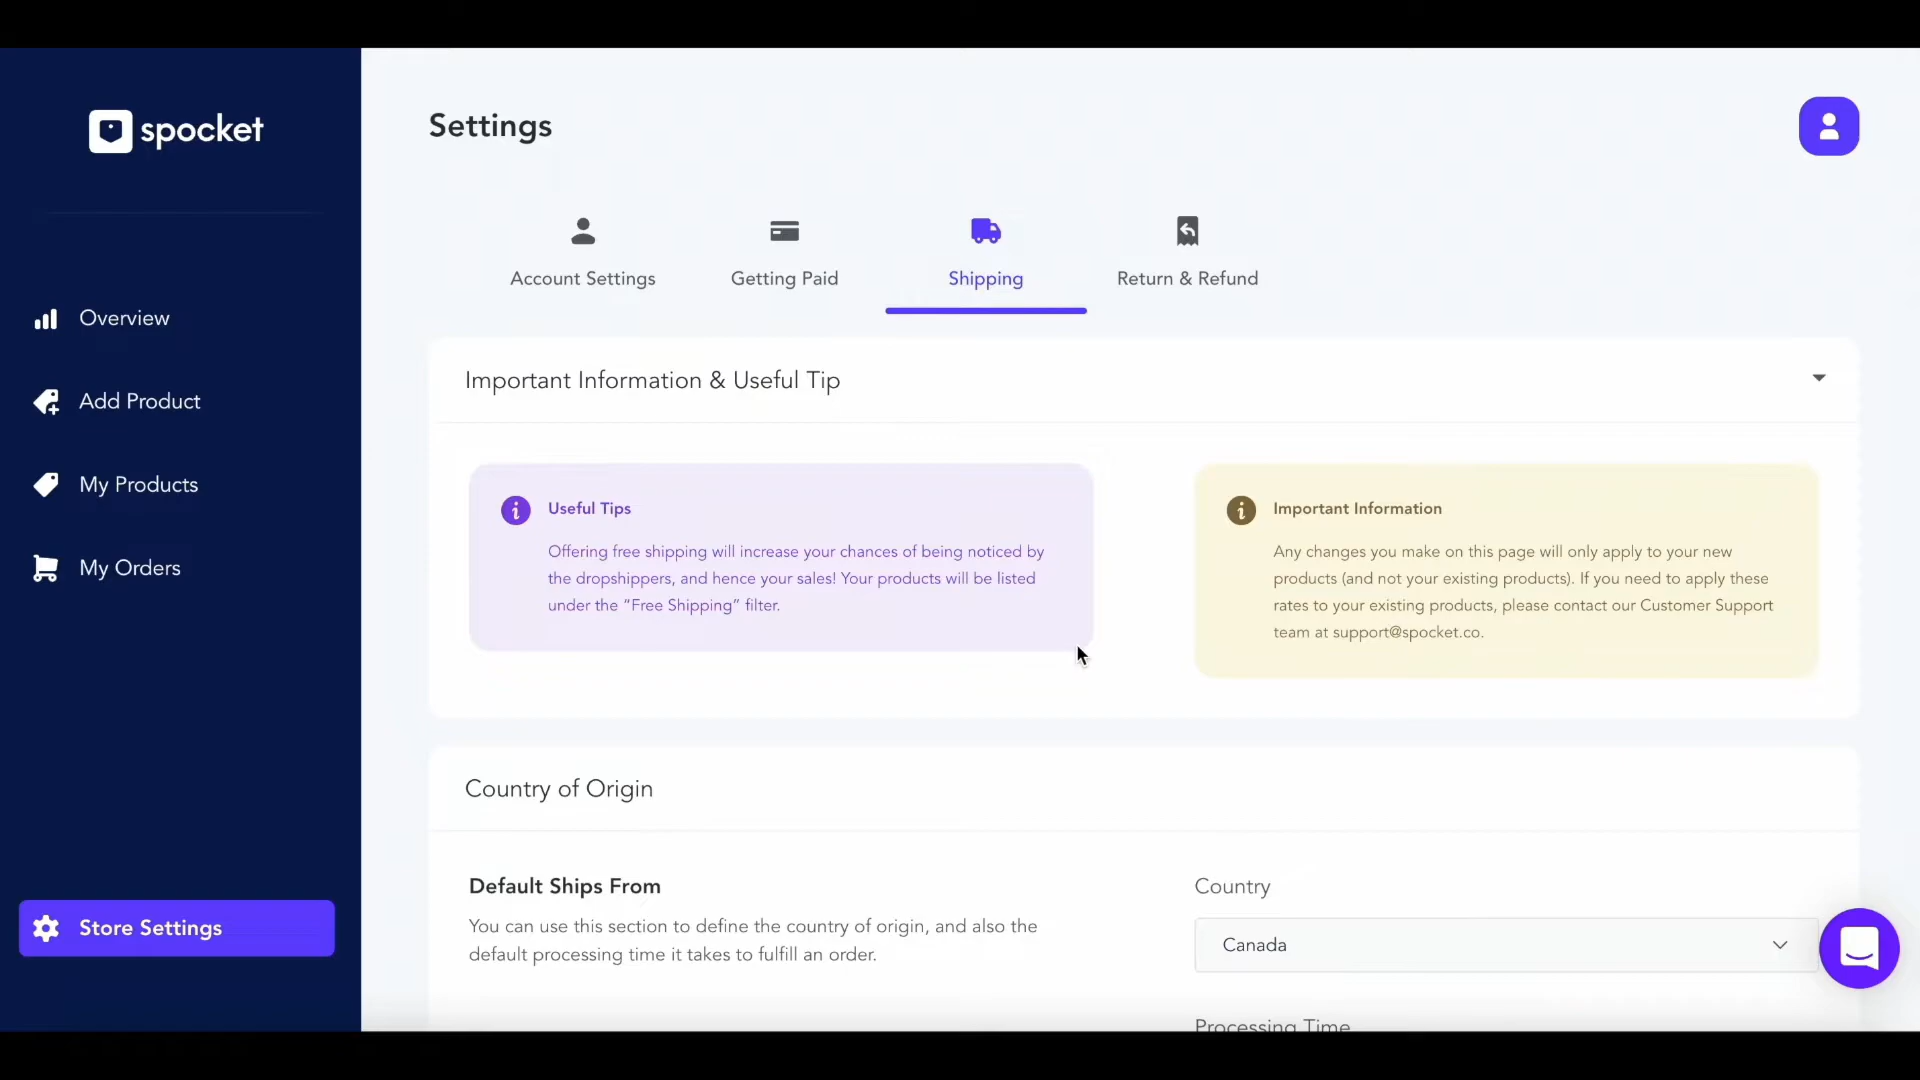 spocket
Settings
Account Settings
Getting Paid
Shipping
Return & Refund
Overview
Add Product
My Products
My Orders
Store Settings
Important Information & Useful Tip
Useful Tips
Offering free shipping will increase your chances of being noticed by
the dropshippers, and hence your sales! Your products will be listed
under the “Free Shipping” filter.
Important Information
Any changes you make on this page will only apply to your new
products (and not your existing products). If you need to apply these
rates to your existing products, please contact our Customer Support
team at support@spocket.co.
Country of Origin
Default Ships From
You can use this section to define the country of origin, and also the
default processing time it takes to fulfill an order.
Country
Canada
Processing Time